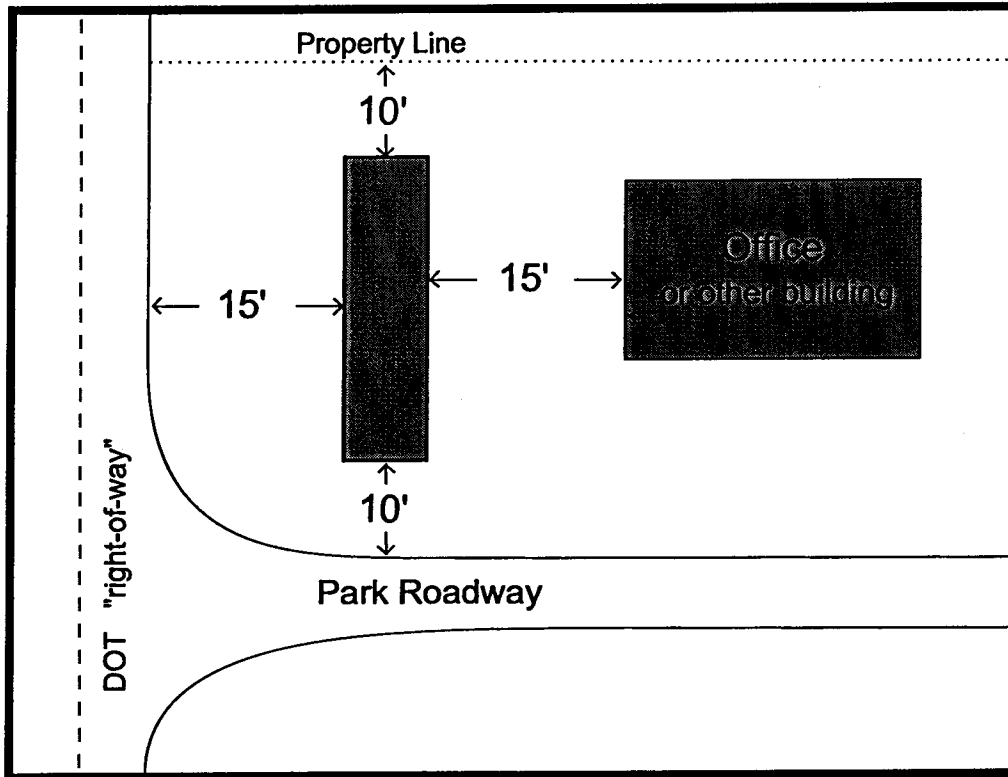 Property Line
10'
Office
or other building
15'
15'
10'
Park Roadway
DOT "right-of-way"